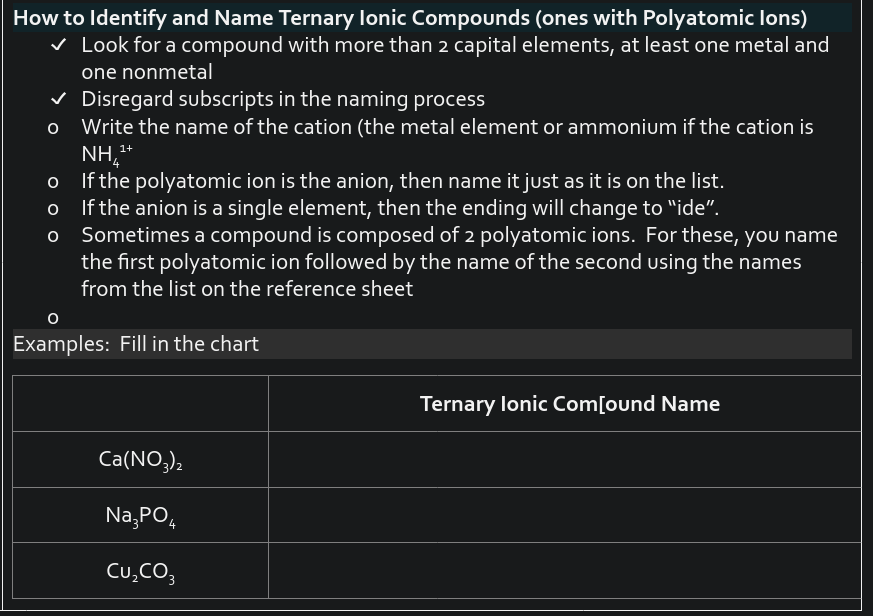 How to Identify and Name Ternary Ionic Compounds (ones with Polyatomic Ions)
✓ Look for a compound with more than 2 capital elements, at least one metal and
one nonmetal
✓ Disregard subscripts in the naming process
o Write the name of the cation (the metal element or ammonium if the cation is
NH₄¹⁺
o If the polyatomic ion is the anion, then name it just as it is on the list.
o If the anion is a single element, then the ending will change to “ide”.
o Sometimes a compound is composed of 2 polyatomic ions.  For these, you name
the first polyatomic ion followed by the name of the second using the names
from the list on the reference sheet
o
Examples:  Fill in the chart
Ternary Ionic Com[ound Name
Ca(NO₃)₂
Na₃PO₄
Cu₂CO₃